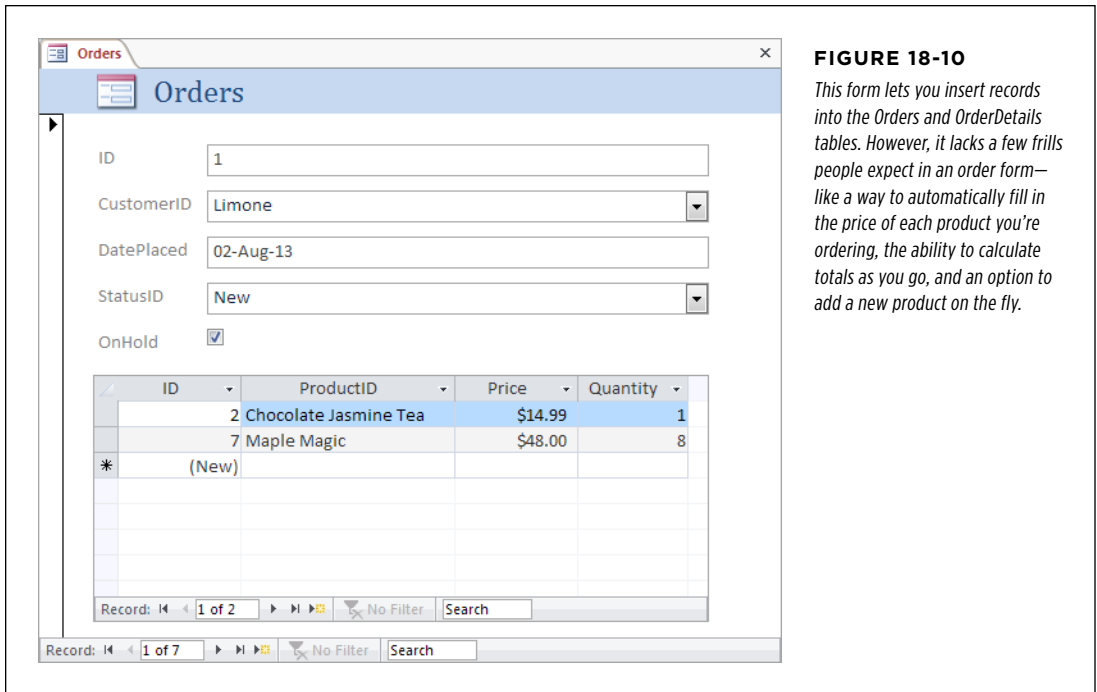 Orders
Orders
ID
1
CustomerID
Limone
DatePlaced
02-Aug-13
StatusID
New
OnHold
ID ProductID Price Quantity
2 Chocolate Jasmine Tea $14.99 1
7 Maple Magic $48.00 8
(New)
Record: 1 of 2 No Filter Search
Record: 1 of 7 No Filter Search
FIGURE 18-10
This form lets you insert records
into the Orders and OrderDetails
tables. However, it lacks a few frills
people expect in an order form—
like a way to automatically fill in
the price of each product you're
ordering, the ability to calculate
totals as you go, and an option to
add a new product on the fly.